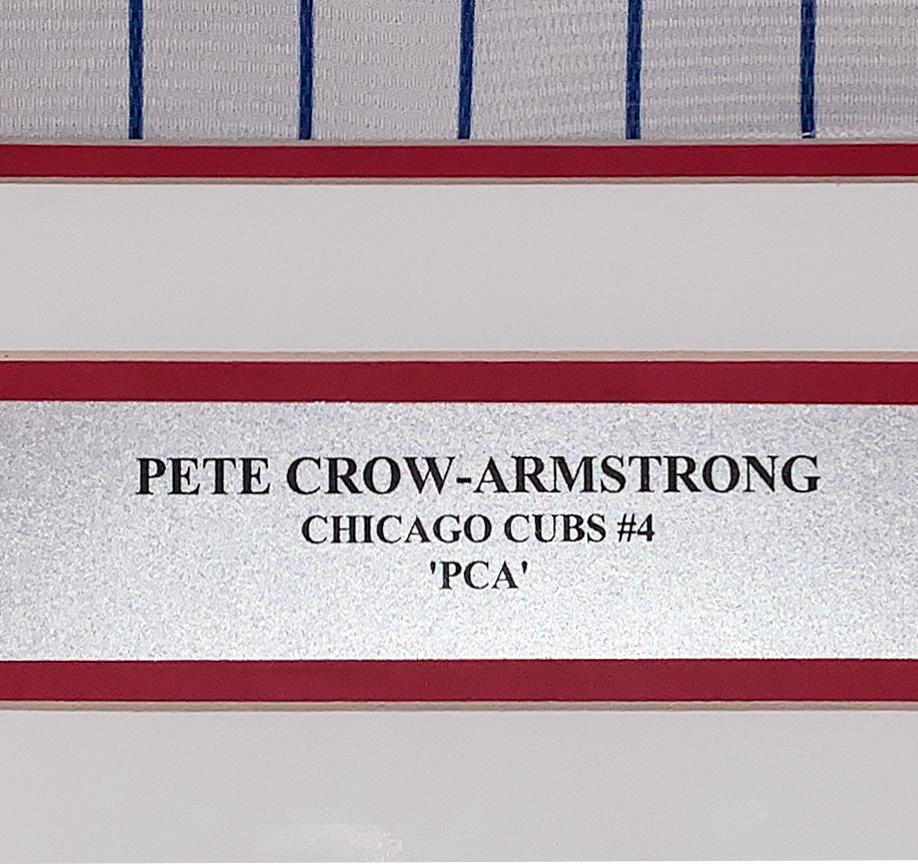 PETE CROW-ARMSTRONG
CHICAGO CUBS #4
'PCA'